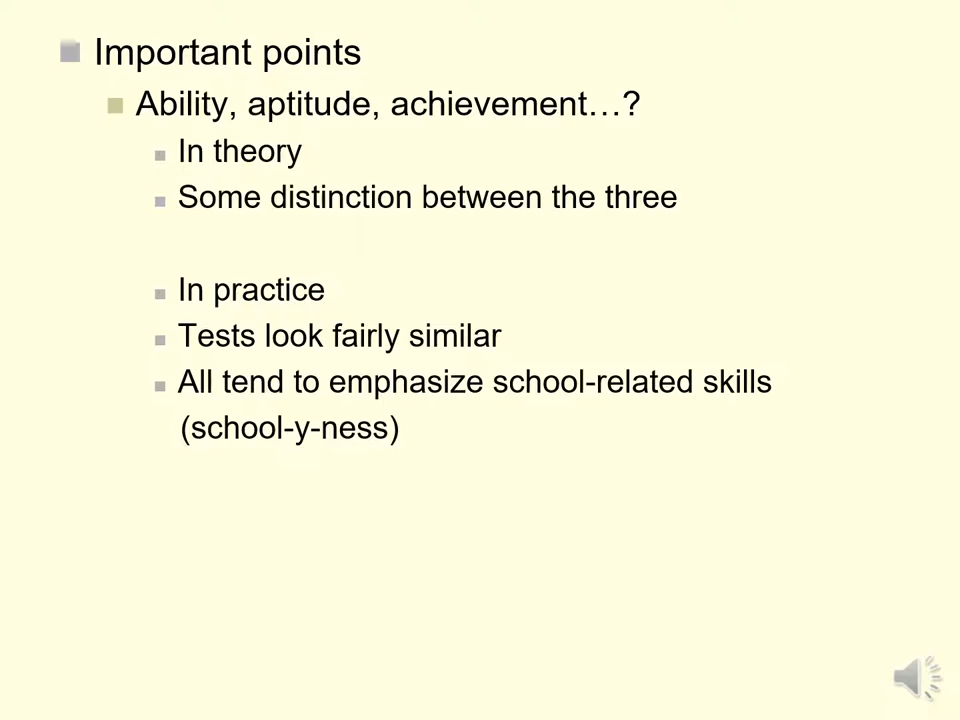 Important points
Ability, aptitude, achievement…?
In theory
Some distinction between the three
In practice
Tests look fairly similar
All tend to emphasize school-related skills
(school-y-ness)